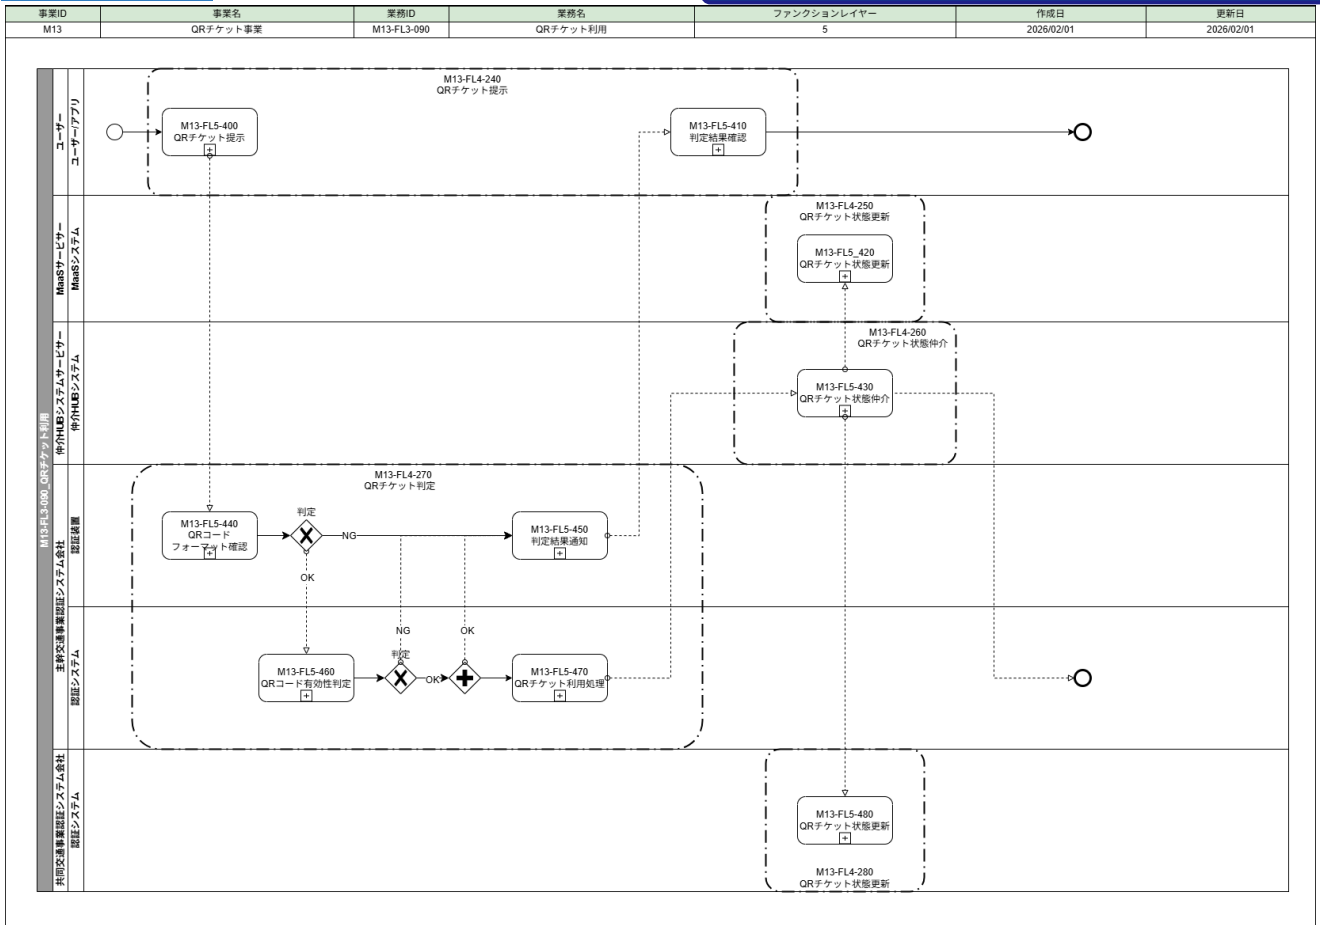 事業ID
事業名
業務ID
業務名
ファンクションレイヤー
作成日
更新日
M13
QRチケット事業
M13-FL3-090
QRチケット利用
5
2026/02/01
2026/02/01
M13-FL3-090_QRチケット利用
ユーザー
ユーザー/アプリ
M13-FL4-240
QRチケット提示
M13-FL5-400
QRチケット提示
M13-FL5-410
判定結果確認
MaaSサービサー
MaaSシステム
M13-FL4-250
QRチケット状態更新
M13-FL5_420
QRチケット状態更新
仲介HUBシステムサービサー
仲介HUBシステム
M13-FL4-260
QRチケット状態仲介
M13-FL5-430
QRチケット状態仲介
主幹交通事業認証システム会社
認証装置
M13-FL4-270
QRチケット判定
M13-FL5-440
QRコード
フォーマット確認
判定
NG
OK
M13-FL5-450
判定結果通知
認証システム
M13-FL5-460
QRコード有効性判定
NG
判定
OK
OK
M13-FL5-470
QRチケット利用処理
共同交通事業認証システム会社
認証システム
M13-FL5-480
QRチケット状態更新
M13-FL4-280
QRチケット状態更新